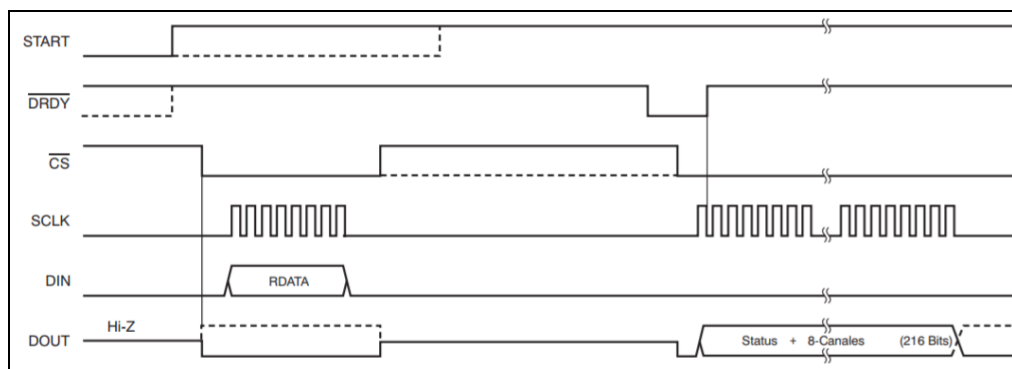 START
DRDY
CS
SCLK
DIN
RDATA
Hi-Z
DOUT
Status + 8-Canales (216 Bits)